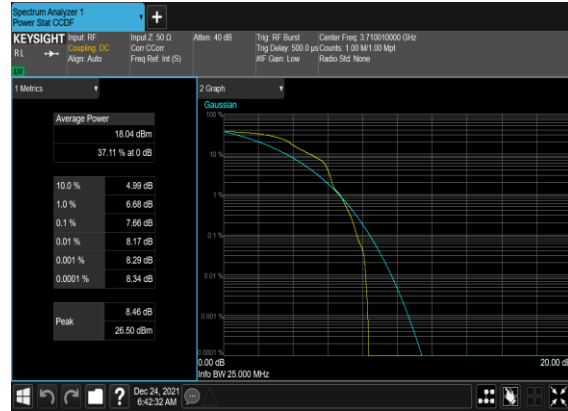 Spectrum Analyzer 1
Power Stat CCDF
KEYSIGHT
RL
Input: RF
Coupling: DC
Align: Auto
Input Z: 50 Ω
Corr CCorr
Freq Ref: Int (S)
Atten: 40 dB
Trig: RF Burst
Trig Delay: 500.0 µs
#IF Gain: Low
Center Freq: 3.710010000 GHz
Counts: 1.00 M/1.00 Mpt
Radio Std: None
1 Metrics
Average Power
18.04 dBm
37.11 % at 0 dB
10.0 % 4.99 dB
1.0 % 6.68 dB
0.1 % 7.66 dB
0.01 % 8.17 dB
0.001 % 8.29 dB
0.0001 % 8.34 dB
Peak
8.46 dB
26.50 dBm
2 Graph
Gaussian
100 %
10 %
1 %
0.1 %
0.01 %
0.001 %
0.0001 %
0.00 dB
20.00 dB
Info BW 25.000 MHz
?
Dec 24, 2021
6:42:32 AM